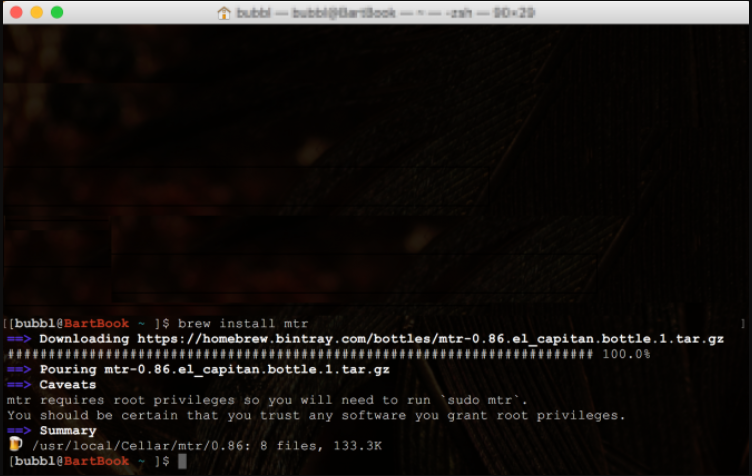 bubbl — bubbl@BartBook — ~ — -zsh — 90×29
[[bubbl@BartBook ~ ]$ brew install mtr ]
==> Downloading https://homebrew.bintray.com/bottles/mtr-0.86.el_capitan.bottle.1.tar.gz
######################################################################## 100.0%
==> Pouring mtr-0.86.el_capitan.bottle.1.tar.gz
==> Caveats
mtr requires root privileges so you will need to run `sudo mtr`.
You should be certain that you trust any software you grant root privileges.
==> Summary
🍺 /usr/local/Cellar/mtr/0.86: 8 files, 133.3K
[bubbl@BartBook ~ ]$